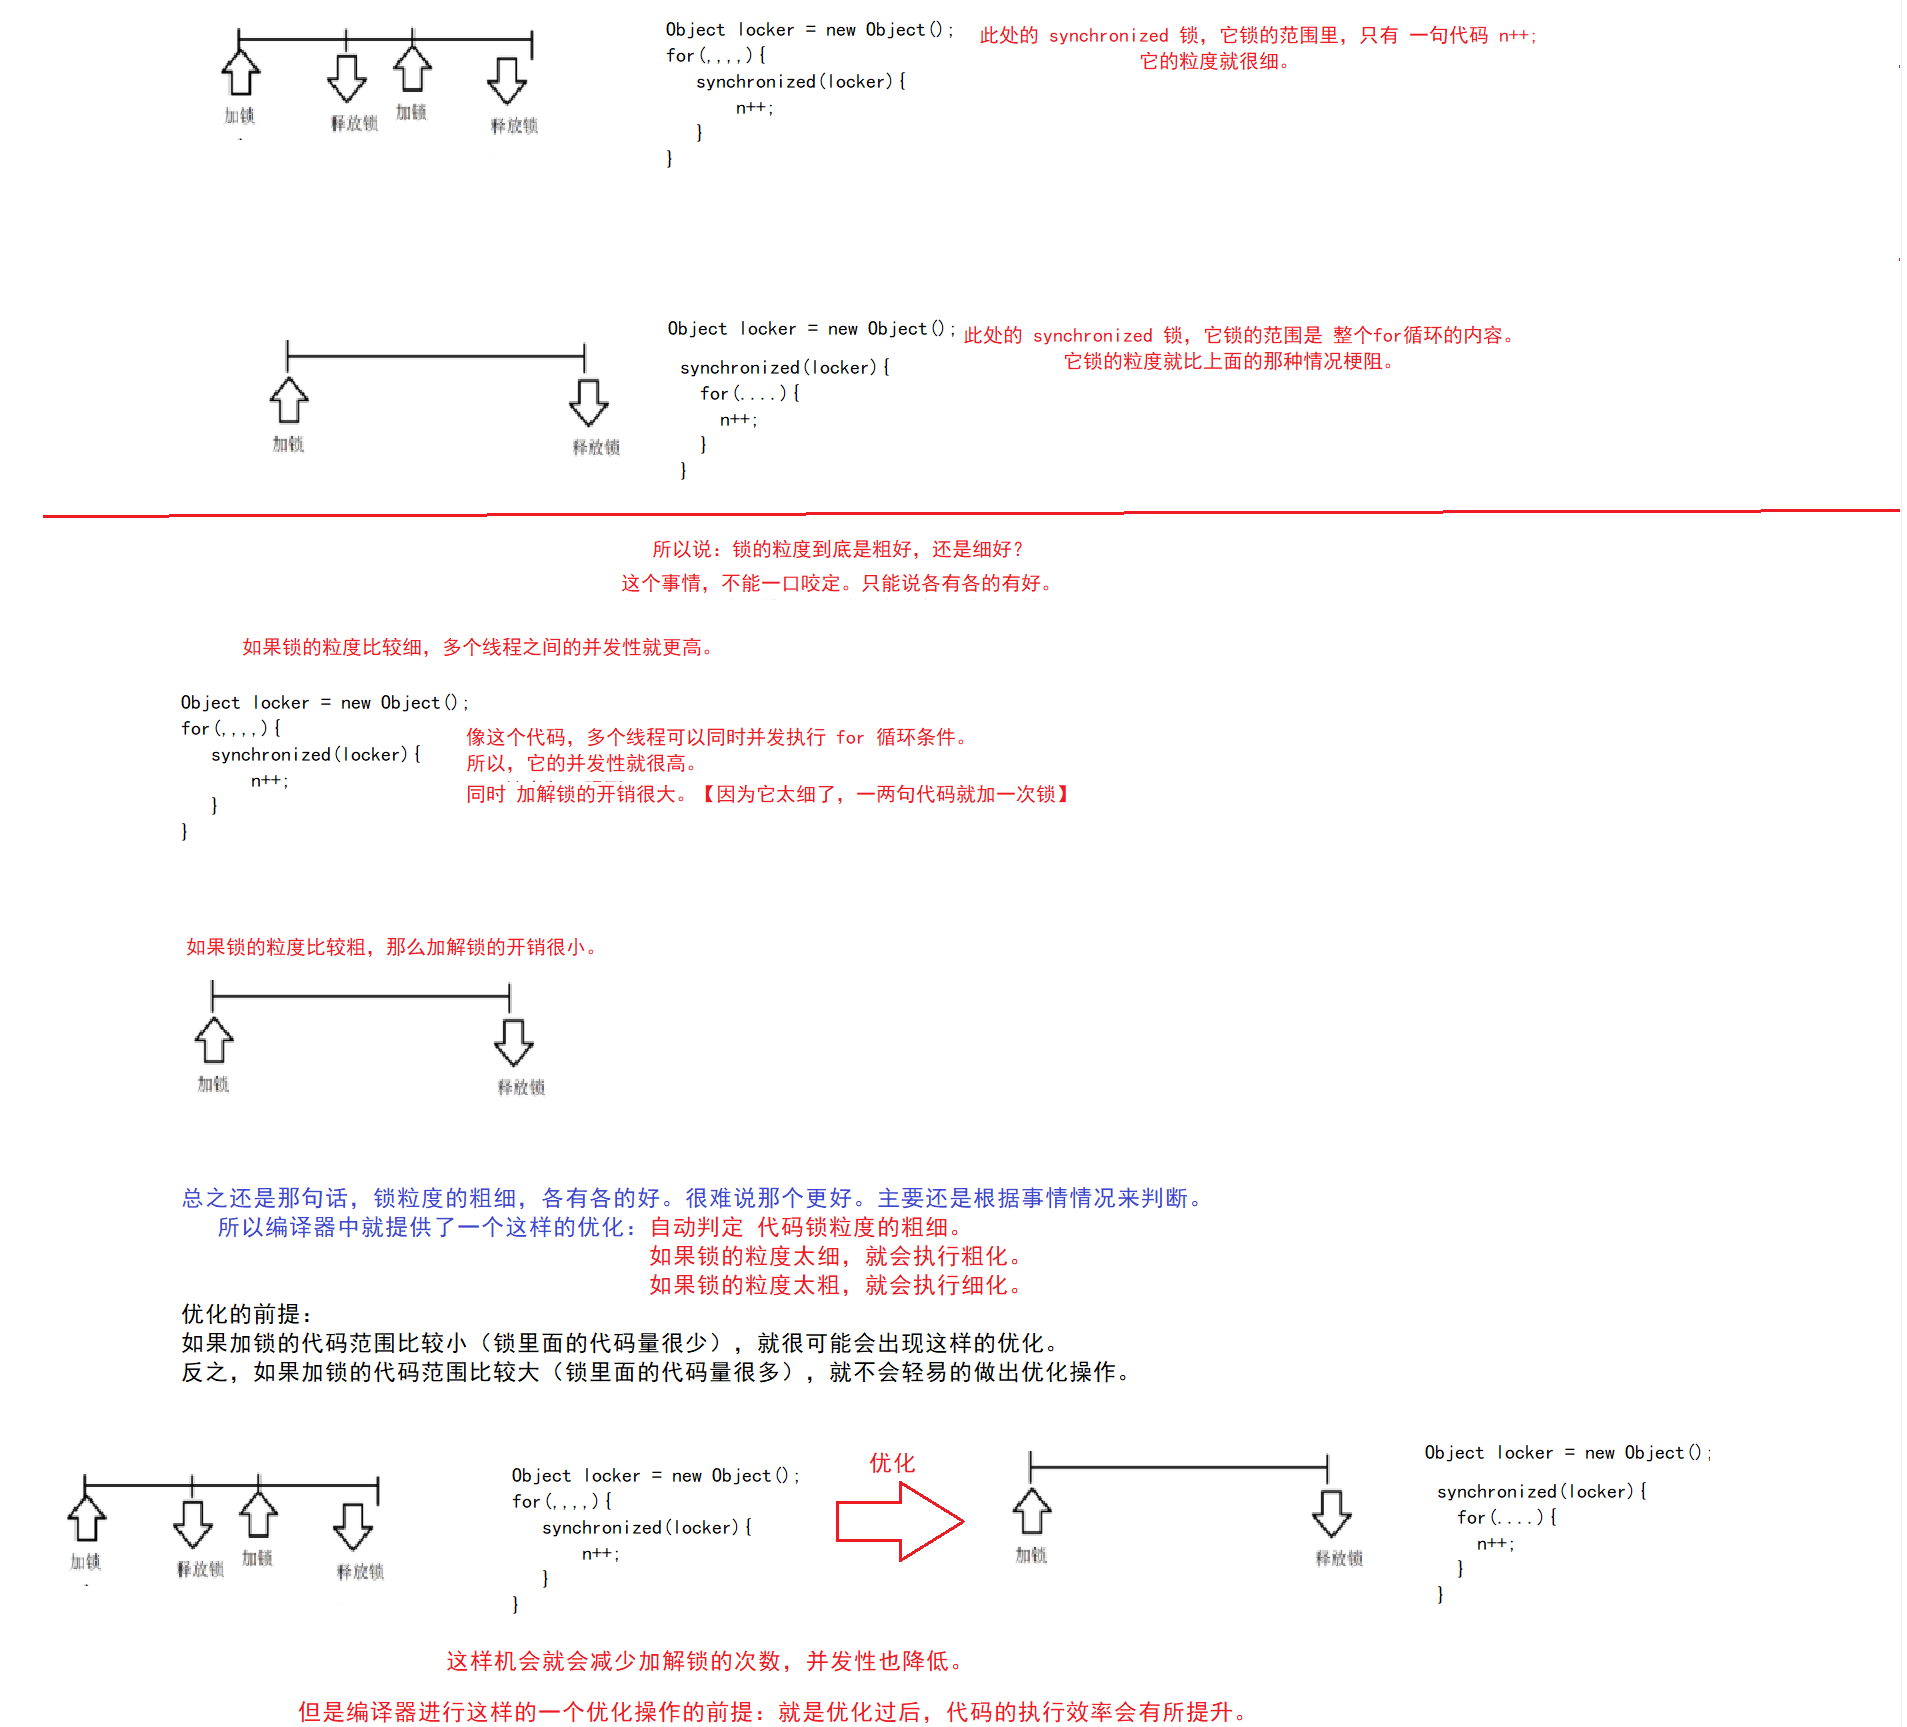 Object locker = new Object();
for(,,,,){
synchronized(locker){
n++;
}
}
此处的 synchronized 锁，它锁的范围里，只有 一句代码 n++;
它的粒度就很细。
加锁
释放锁
加锁
释放锁
Object locker = new Object();
synchronized(locker){
for(....){
n++;
}
}
此处的 synchronized 锁，它锁的范围是 整个for循环的内容。
它锁的粒度就比上面的那种情况梗阻。
加锁
释放锁
所以说：锁的粒度到底是粗好，还是细好？
这个事情，不能一口咬定。只能说各有各的有好。
如果锁的粒度比较细，多个线程之间的并发性就更高。
Object locker = new Object();
for(,,,,){
synchronized(locker){
n++;
}
}
像这个代码，多个线程可以同时并发执行 for 循环条件。
所以，它的并发性就很高。
同时 加解锁的开销很大。【因为它太细了，一两句代码就加一次锁】
如果锁的粒度比较粗，那么加解锁的开销很小。
加锁
释放锁
总之还是那句话，锁粒度的粗细，各有各的好。很难说那个更好。主要还是根据事情情况来判断。
所以编译器中就提供了一个这样的优化：自动判定 代码锁粒度的粗细。
如果锁的粒度太细，就会执行粗化。
如果锁的粒度太粗，就会执行细化。
优化的前提：
如果加锁的代码范围比较小（锁里面的代码量很少），就很可能会出现这样的优化。
反之，如果加锁的代码范围比较大（锁里面的代码量很多），就不会轻易的做出优化操作。
加锁
释放锁
加锁
释放锁
Object locker = new Object();
for(,,,,){
synchronized(locker){
n++;
}
}
优化
加锁
释放锁
Object locker = new Object();
synchronized(locker){
for(....){
n++;
}
}
这样机会就会减少加解锁的次数，并发性也降低。
但是编译器进行这样的一个优化操作的前提：就是优化过后，代码的执行效率会有所提升。